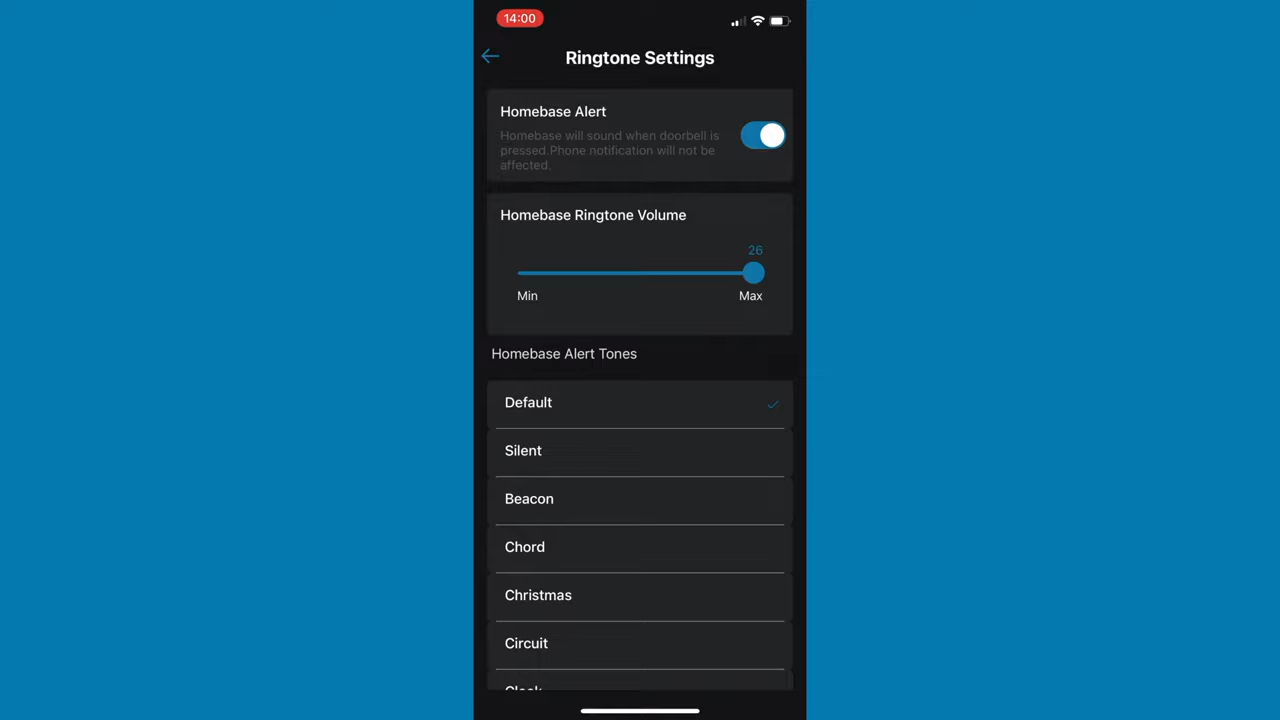 14:00
Ringtone Settings
Homebase Alert
Homebase will sound when doorbell is
pressed.Phone notification will not be
affected.
Homebase Ringtone Volume
26
Min
Max
Homebase Alert Tones
Default
Silent
Beacon
Chord
Christmas
Circuit